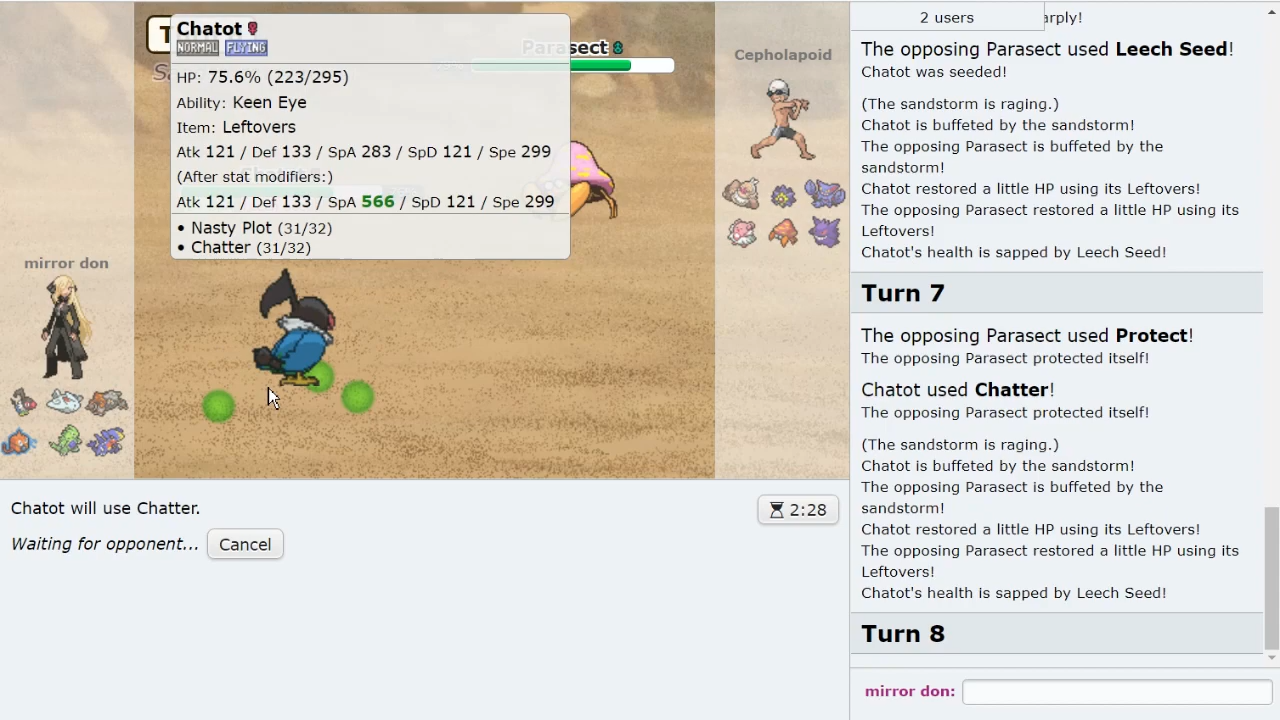 T
Chatot
NORMAL FLYING
HP: 75.6% (223/295)
Ability: Keen Eye
Item: Leftovers
Atk 121 / Def 133 / SpA 283 / SpD 121 / Spe 299
(After stat modifiers:)
Atk 121 / Def 133 / SpA 566 / SpD 121 / Spe 299
• Nasty Plot (31/32)
• Chatter (31/32)
Parasect
Cepholapoid
mirror don
Chatot will use Chatter.
Waiting for opponent... Cancel
2:28
2 users
arply!
The opposing Parasect used Leech Seed!
Chatot was seeded!
(The sandstorm is raging.)
Chatot is buffeted by the sandstorm!
The opposing Parasect is buffeted by the
sandstorm!
Chatot restored a little HP using its Leftovers!
The opposing Parasect restored a little HP using its
Leftovers!
Chatot's health is sapped by Leech Seed!
Turn 7
The opposing Parasect used Protect!
The opposing Parasect protected itself!
Chatot used Chatter!
The opposing Parasect protected itself!
(The sandstorm is raging.)
Chatot is buffeted by the sandstorm!
The opposing Parasect is buffeted by the
sandstorm!
Chatot restored a little HP using its Leftovers!
The opposing Parasect restored a little HP using its
Leftovers!
Chatot's health is sapped by Leech Seed!
Turn 8
mirror don: